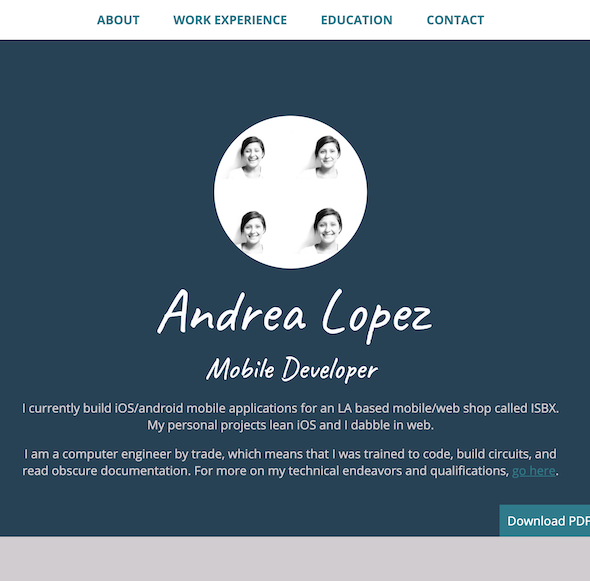 ABOUT WORK EXPERIENCE EDUCATION CONTACT
Andrea Lopez
Mobile Developer
I currently build iOS/android mobile applications for an LA based mobile/web shop called ISBX.
My personal projects lean iOS and I dabble in web.
I am a computer engineer by trade, which means that I was trained to code, build circuits, and
read obscure documentation. For more on my technical endeavors and qualifications, go here.
Download PDF